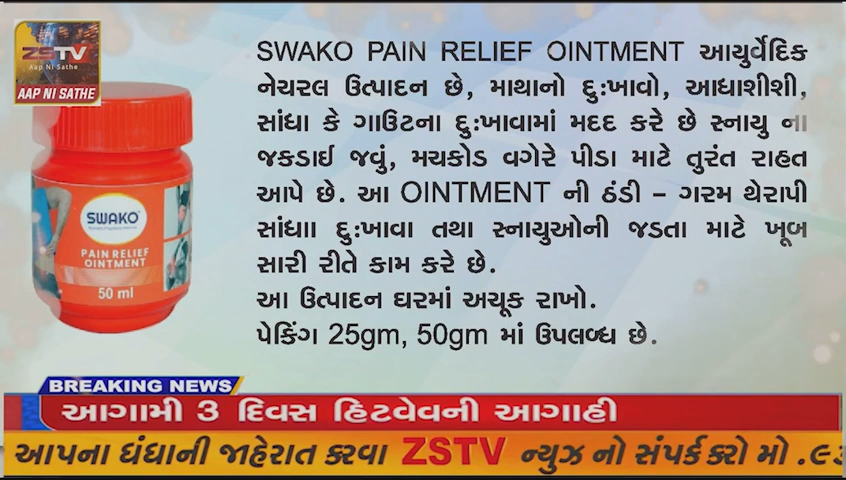 ZSTV
Aap Ni Sathe
AAP NI SATHE
SWAKO PAIN RELIEF OINTMENT આયુર્વેદિક
નેચરલ ઉત્પાદન છે, માથાનો દુઃખાવો, આધાશીશી,
સાંધા કે ગાઉટના દુઃખાવામાં મદદ કરે છે સ્નાયુ ના
જકડાઈ જવું, મચકોડ વગેરે પીડા માટે તુરંત રાહત
આપે છે. આ OINTMENT ની ઠંડી – ગરમ થેરાપી
સાંધાા દુઃખાવા તથા સ્નાયુઓની જડતા માટે ખૂબ
સારી રીતે કામ કરે છે.
આ ઉત્પાદન ઘરમાં અચૂક રાખો.
પેકિંગ 25gm, 50gm માં ઉપલબ્ધ છે.
SWAKO
PAIN RELIEF
OINTMENT
50 ml
BREAKING NEWS
આગામી 3 દિવસ હિટવેવની આગાહી
આપના ધંધાની જાહેરાત કરવા ZSTV ન્યુઝ નો સંપર્ક કરો મો .૯૩